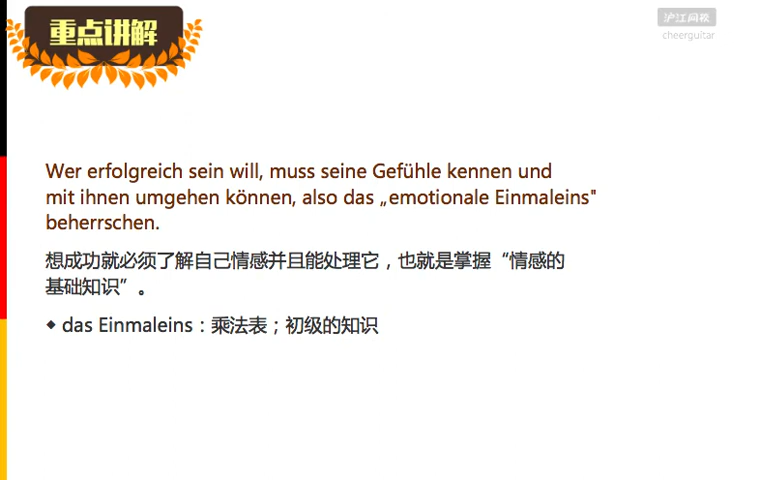 重点讲解
沪江网校
cheerguitar
Wer erfolgreich sein will, muss seine Gefühle kennen und
mit ihnen umgehen können, also das „emotionale Einmaleins"
beherrschen.
想成功就必须了解自己情感并且能处理它，也就是掌握“情感的
基础知识”。
◆ das Einmaleins：乘法表；初级的知识